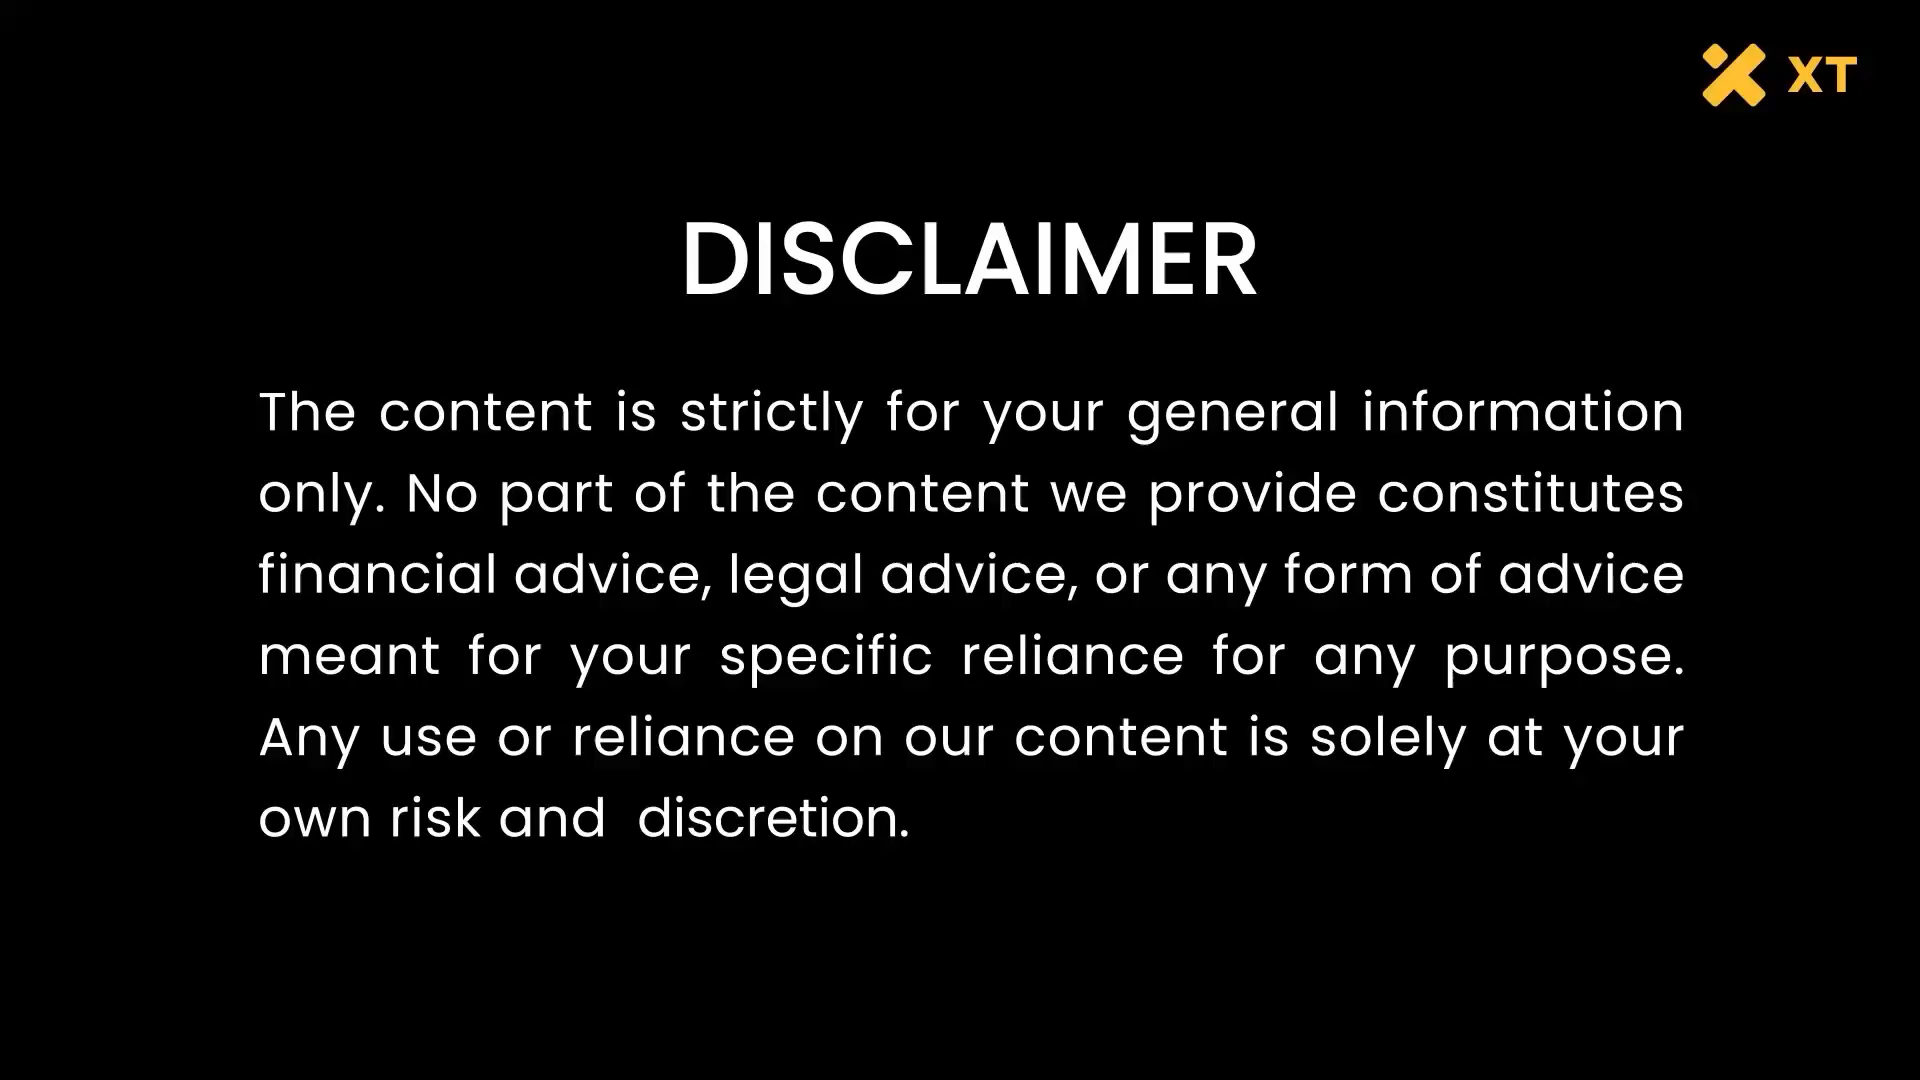 XT
DISCLAIMER
The content is strictly for your general information
only. No part of the content we provide constitutes
financial advice, legal advice, or any form of advice
meant for your specific reliance for any purpose.
Any use or reliance on our content is solely at your
own risk and  discretion.